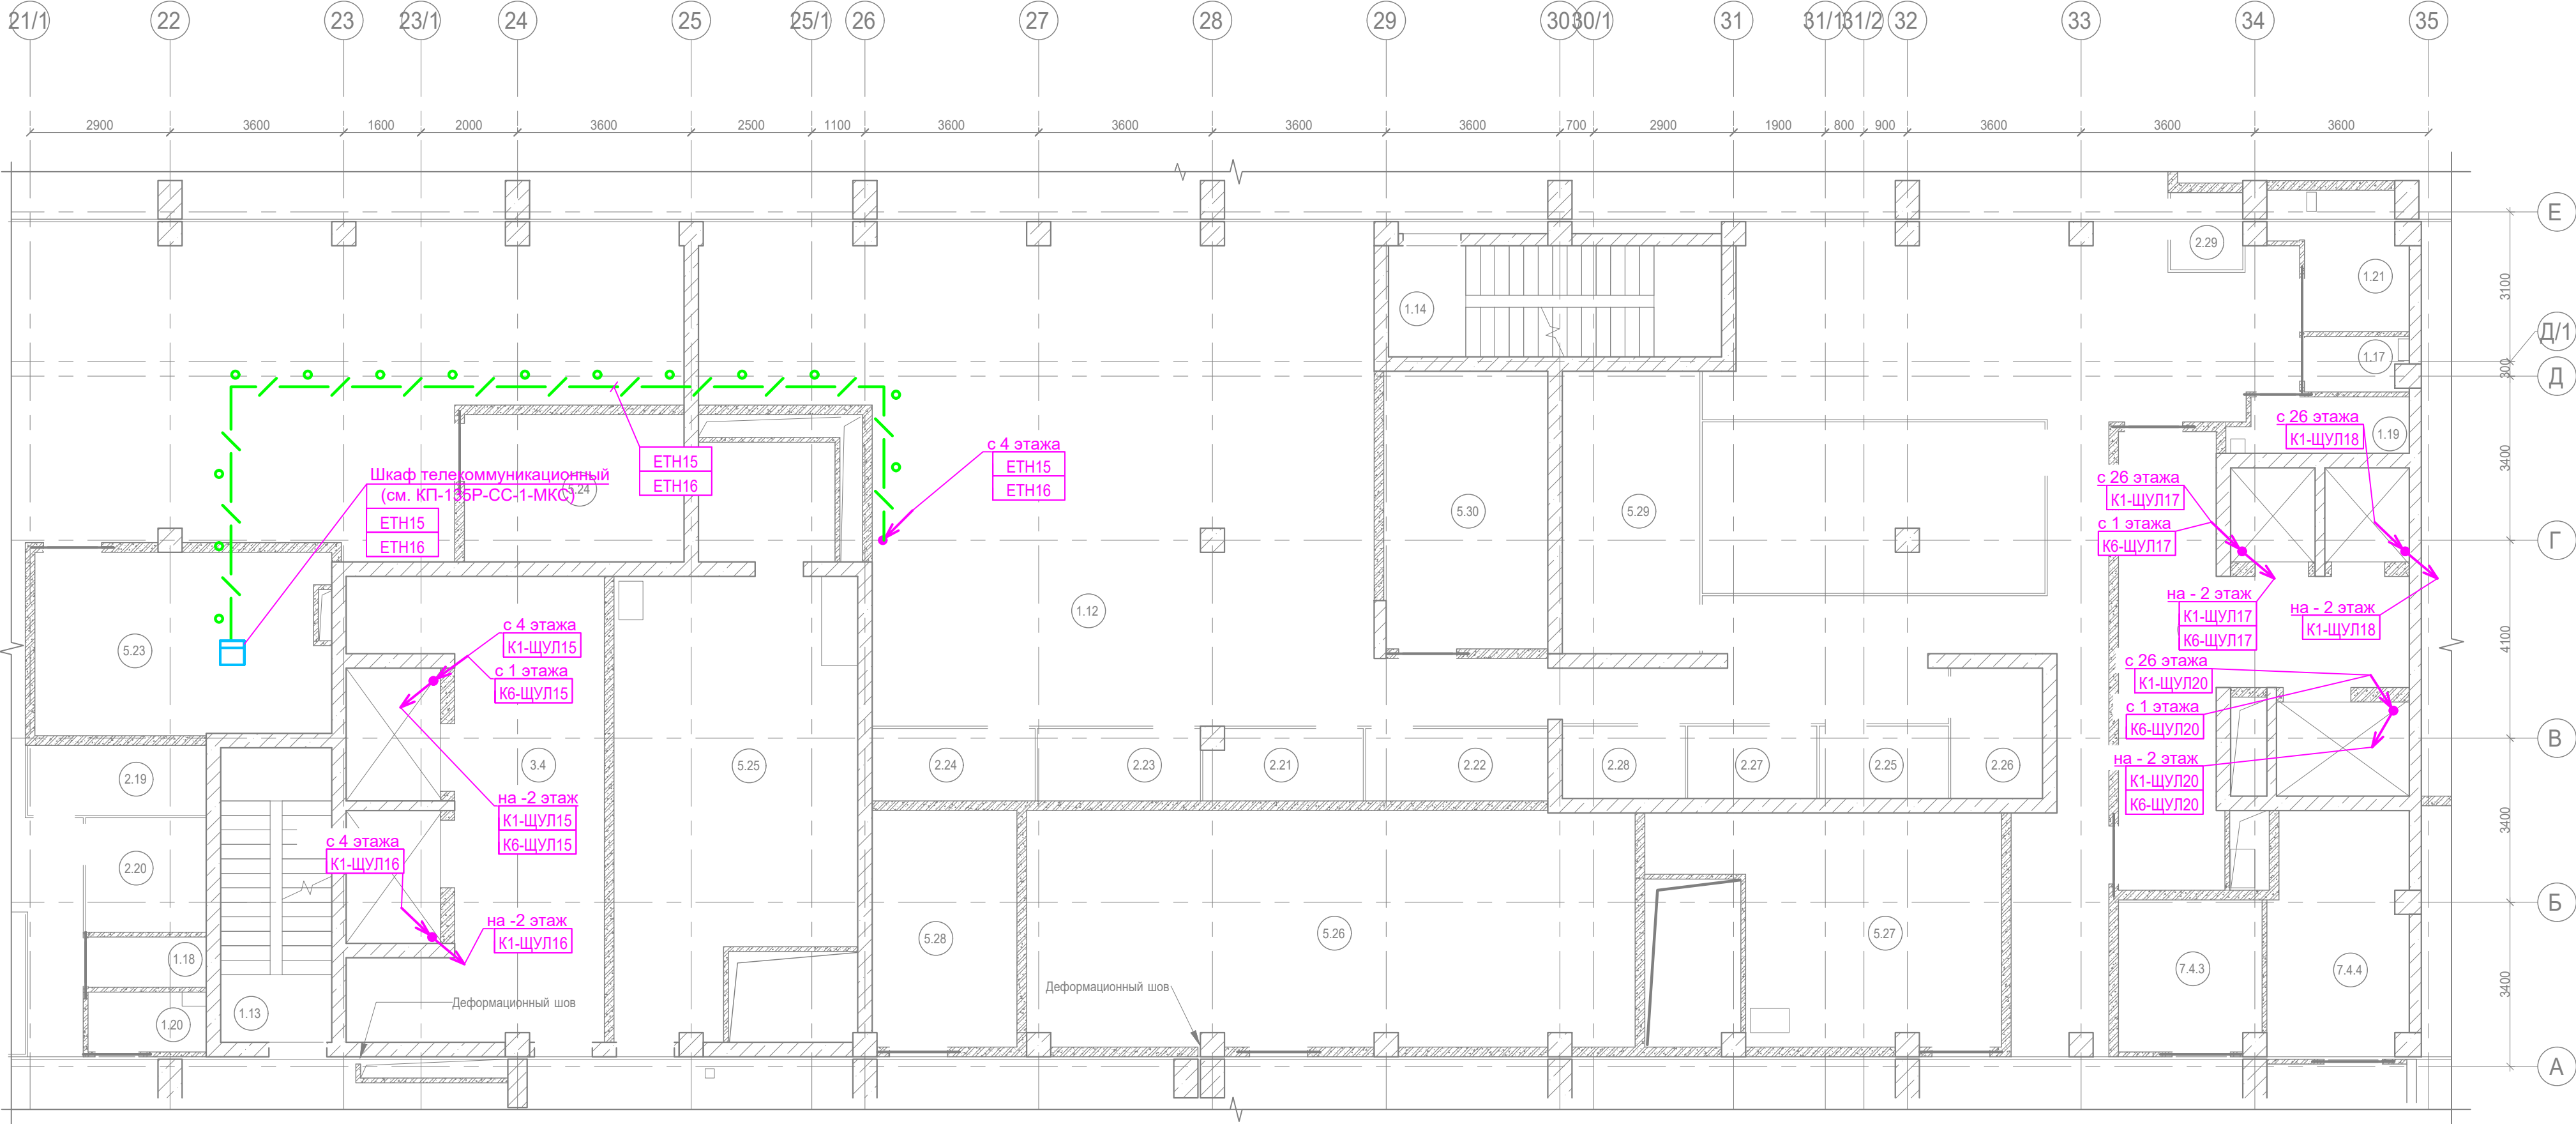 21/1
22
23
23/1
24
25
25/1
26
27
28
29
30
30/1
31
31/1
31/2
32
33
34
35
2900
3600
1600
2000
3600
2500
1100
3600
3600
3600
3600
700
2900
1900
800
900
3600
3600
3600
Е
Д/1
Д
Г
В
Б
А
3100
300
3400
4100
3400
3400
2.29
1.21
1.14
1.17
с 26 этажа
К1-ЩУЛ18
1.19
с 4 этажа
ETH15
ETH16
ETH15
ETH16
Шкаф телекоммуникационный
(см. КП-135Р-СС-1-МКС)
ETH15
ETH16
5.24
5.30
5.29
с 26 этажа
К1-ЩУЛ17
с 1 этажа
К6-ЩУЛ17
на - 2 этаж
К1-ЩУЛ17
К6-ЩУЛ17
на - 2 этаж
К1-ЩУЛ18
1.12
5.23
с 4 этажа
К1-ЩУЛ15
с 1 этажа
К6-ЩУЛ15
с 26 этажа
К1-ЩУЛ20
с 1 этажа
К6-ЩУЛ20
на - 2 этаж
К1-ЩУЛ20
К6-ЩУЛ20
2.19
3.4
5.25
2.24
2.23
2.21
2.22
2.28
2.27
2.25
2.26
на -2 этаж
К1-ЩУЛ15
К6-ЩУЛ15
с 4 этажа
К1-ЩУЛ16
2.20
на -2 этаж
К1-ЩУЛ16
5.28
5.26
5.27
1.18
7.4.3
7.4.4
Деформационный шов
Деформационный шов
1.20
1.13